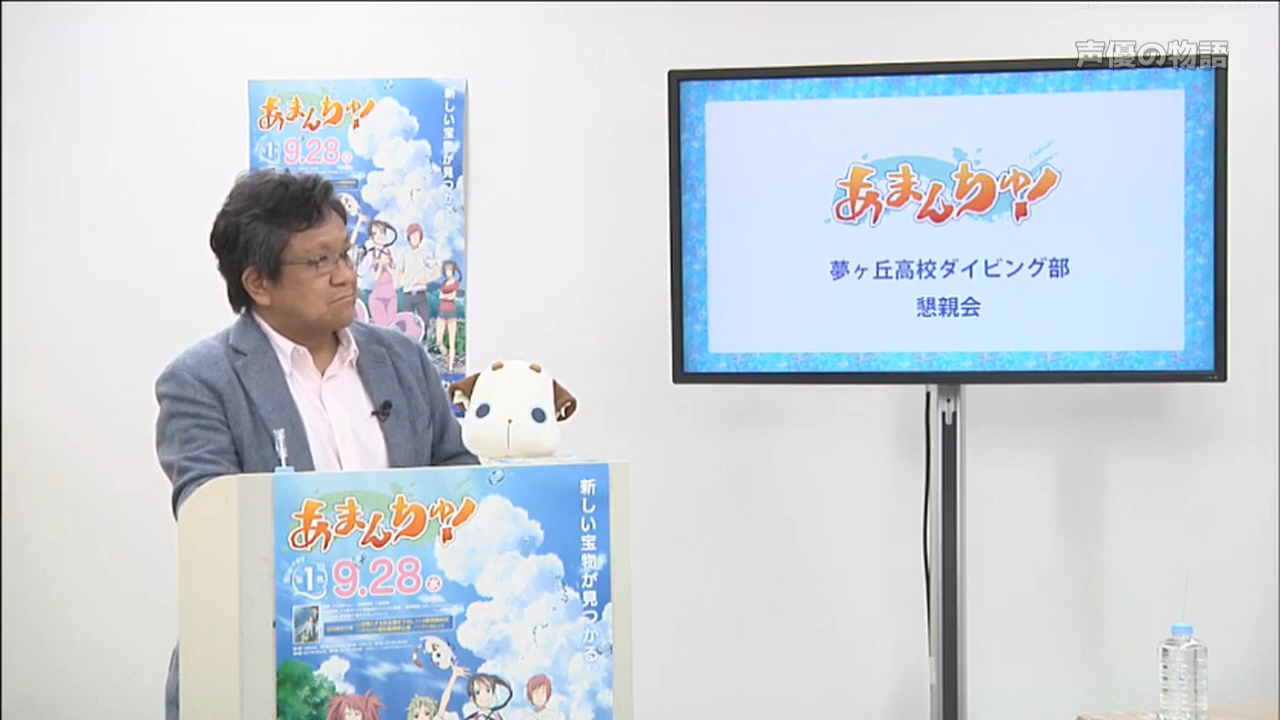 声優の物語
あまんちゅ!
1
9.28
新しい宝物が見つかる。
あまんちゅ!
夢ヶ丘高校ダイビング部
懇親会
あまんちゅ!
1
9.28
水
新しい宝物が見つかる。